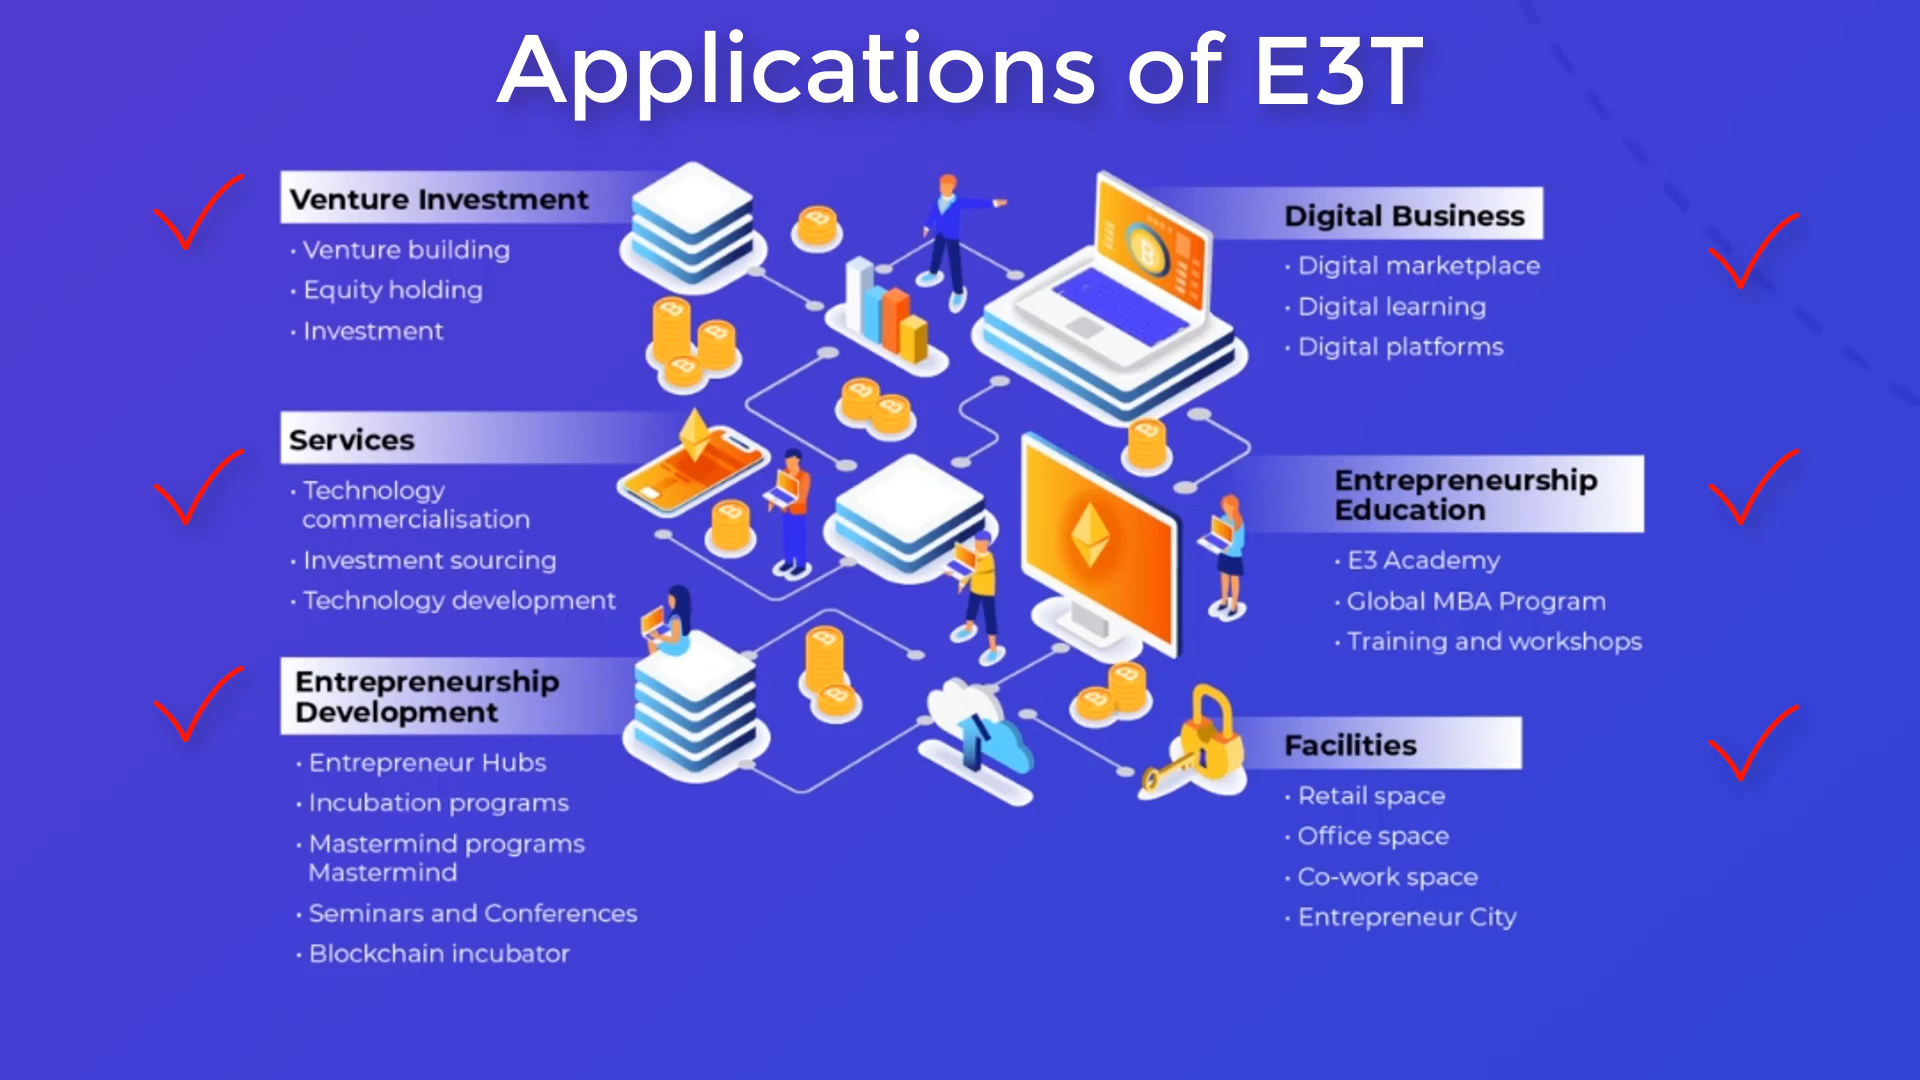 Applications of E3T
Venture Investment
• Venture building
• Equity holding
• Investment
Services
• Technology
commercialisation
• Investment sourcing
• Technology development
Entrepreneurship
Development
• Entrepreneur Hubs
• Incubation programs
• Mastermind programs
Mastermind
• Seminars and Conferences
• Blockchain incubator
Digital Business
• Digital marketplace
• Digital learning
• Digital platforms
Entrepreneurship
Education
• E3 Academy
• Global MBA Program
• Training and workshops
Facilities
• Retail space
• Office space
• Co-work space
• Entrepreneur City